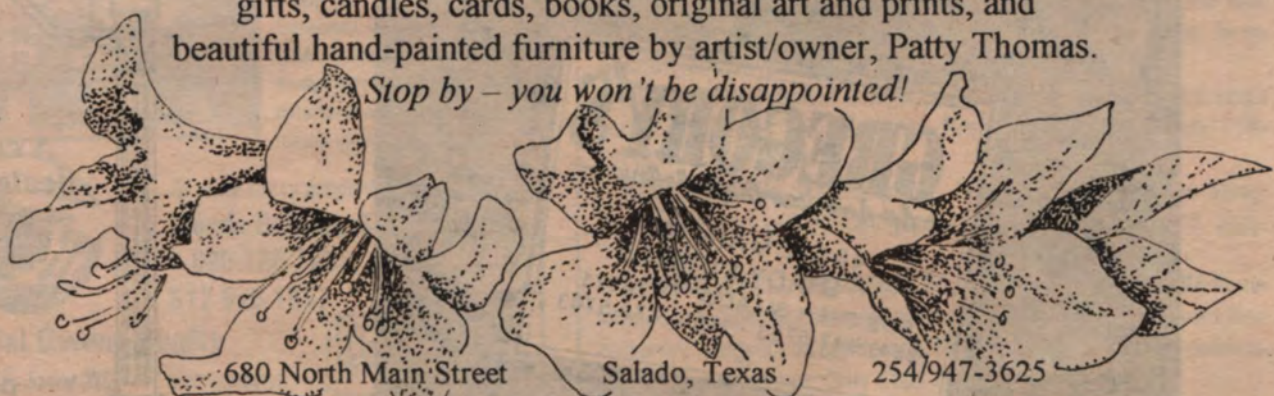 gifts, candles, cards, books, original art and prints, and
beautiful hand-painted furniture by artist/owner, Patty Thomas.
Stop by – you won't be disappointed!
680 North Main Street Salado, Texas 254/947-3625